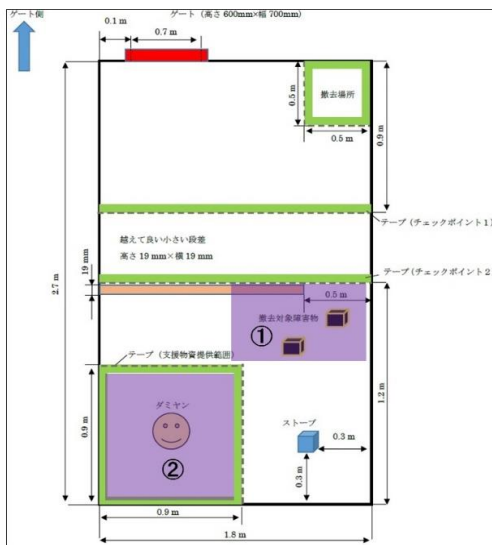 ゲート側
ゲート（高さ 600mm×幅 700mm）
0.1 m
0.7 m
撤去場所
0.5 m
0.5 m
0.9 m
テープ（チェックポイント1）
越えて良い小さい段差
高さ 19 mm×横 19 mm
19 mm
テープ（チェックポイント2）
2.7 m
0.5 m
撤去対象障害物
①
1.2 m
テープ（支援物資提供範囲）
ダミヤン
②
0.9 m
ストーブ
0.3 m
0.3 m
0.9 m
1.8 m